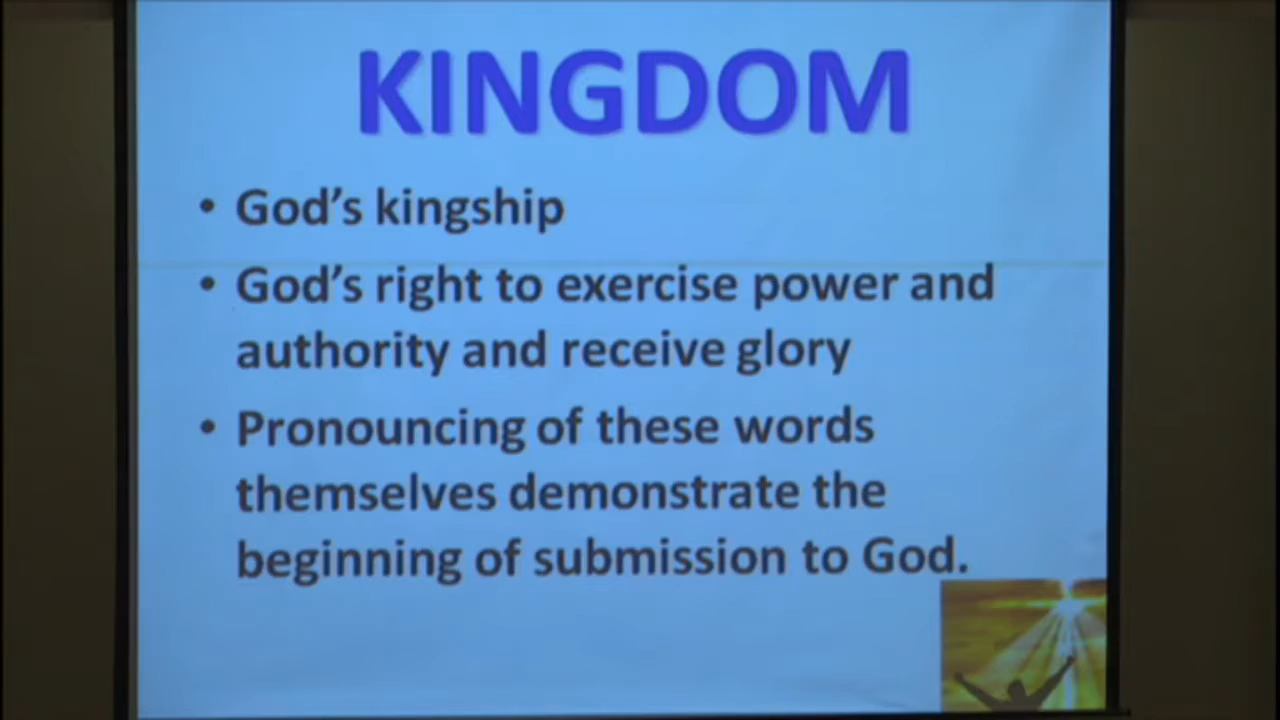 KINGDOM
• God's kingship
• God's right to exercise power and
authority and receive glory
• Pronouncing of these words
themselves demonstrate the
beginning of submission to God.